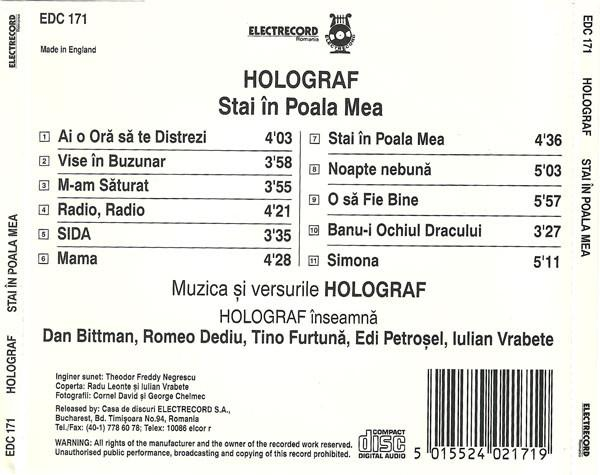 EDC 171
Made in England
ELECTRECORD
Romania
HOLOGRAF
Stai în Poala Mea
1 Ai o Oră să te Distrezi 4'03
2 Vise în Buzunar 3'58
3 M-am Săturat 3'55
4 Radio, Radio 4'21
5 SIDA 3'35
6 Mama 4'28
7 Stai în Poala Mea 4'36
8 Noapte nebună 5'03
9 O să Fie Bine 5'57
10 Banu-i Ochiul Dracului 3'27
11 Simona 5'11
Muzica și versurile HOLOGRAF
HOLOGRAF înseamnă
Dan Bittman, Romeo Dediu, Tino Furtună, Edi Petroșel, Iulian Vrabete
Inginer sunet: Theodor Freddy Negrescu
Coperta: Radu Leonte și Iulian Vrabete
Fotografii: Cornel David și George Chelmec
Released by: Casa de discuri ELECTRECORD S.A.,
Bucharest, Bd. Timișoara No.94, Romania
Tel./Fax: (40-1) 778 60 78; Telex: 10086 elcor r
WARNING: All rights of the manufacturer and the owner of the recorded work reserved.
Unauthorised public performance, broadcasting and copying of this record prohibited.
COMPACT
disc
DIGITAL AUDIO
5 015524 021719
ELECTRECORD
Romania
EDC 171 HOLOGRAF STAI ÎN POALA MEA
EDC 171 HOLOGRAF STAI ÎN POALA MEA
ELECTRECORD
Romania